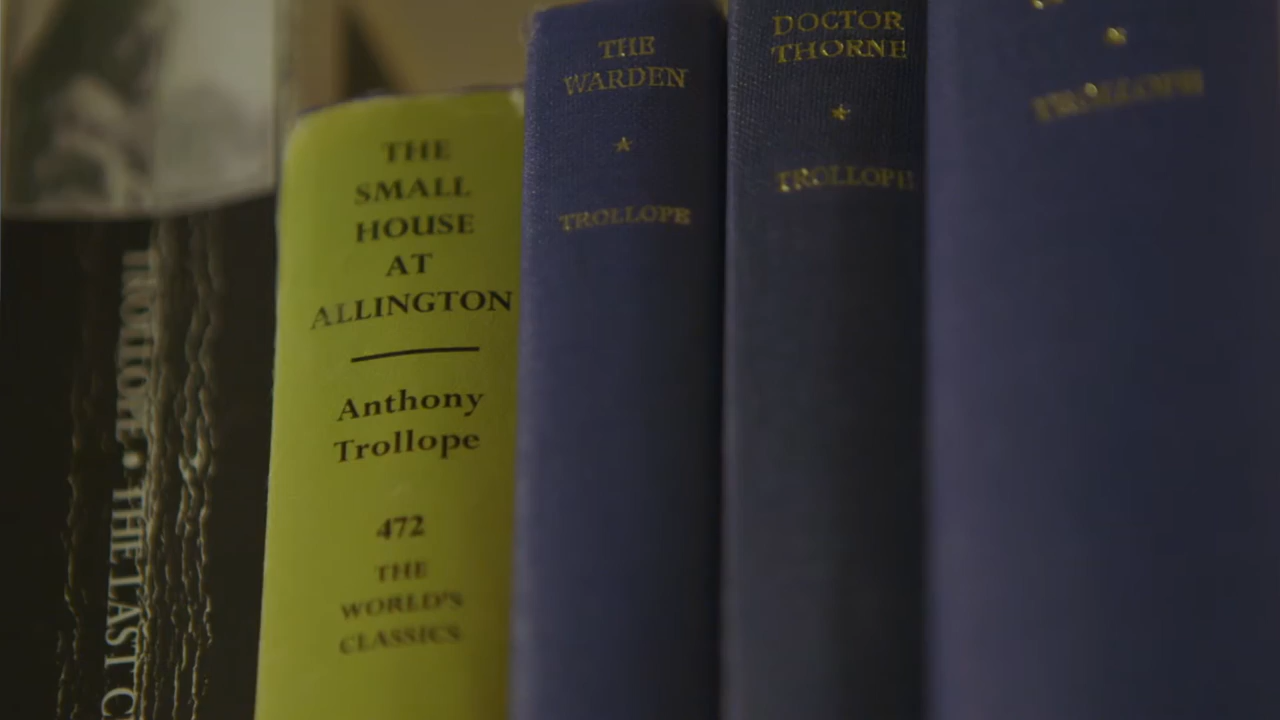 TROLLOPE • THE LAST C
THE
SMALL
HOUSE
AT
ALLINGTON
Anthony
Trollope
472
THE
WORLD'S
CLASSICS
THE
WARDEN
TROLLOPE
DOCTOR
THORNE
TROLLOPE
TROLLOPE